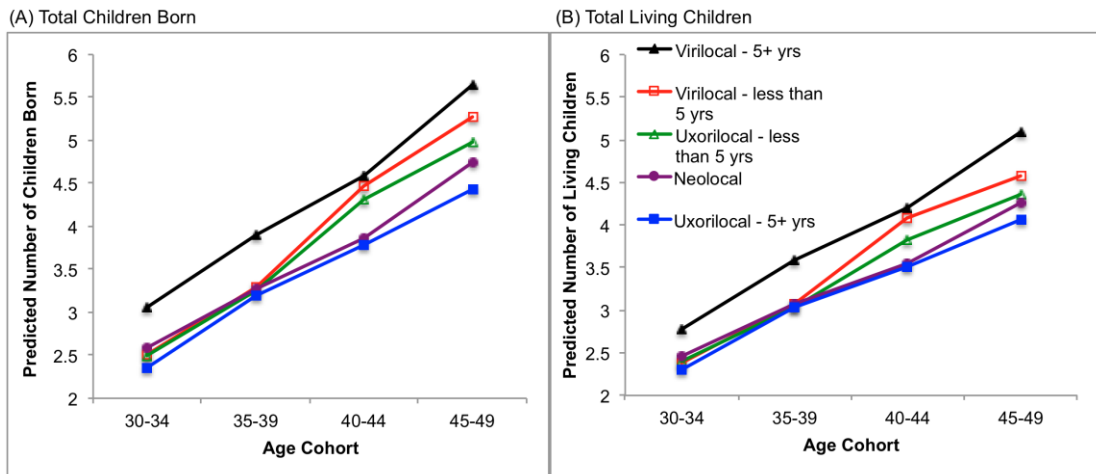 (A) Total Children Born
Predicted Number of Children Born
6
5.5
5
4.5
4
3.5
3
2.5
2
30-34
35-39
40-44
45-49
Age Cohort
(B) Total Living Children
Predicted Number of Living Children
6
5.5
5
4.5
4
3.5
3
2.5
2
Virilocal - 5+ yrs
Virilocal - less than
5 yrs
Uxorilocal - less
than 5 yrs
Neolocal
Uxorilocal - 5+ yrs
30-34
35-39
40-44
45-49
Age Cohort